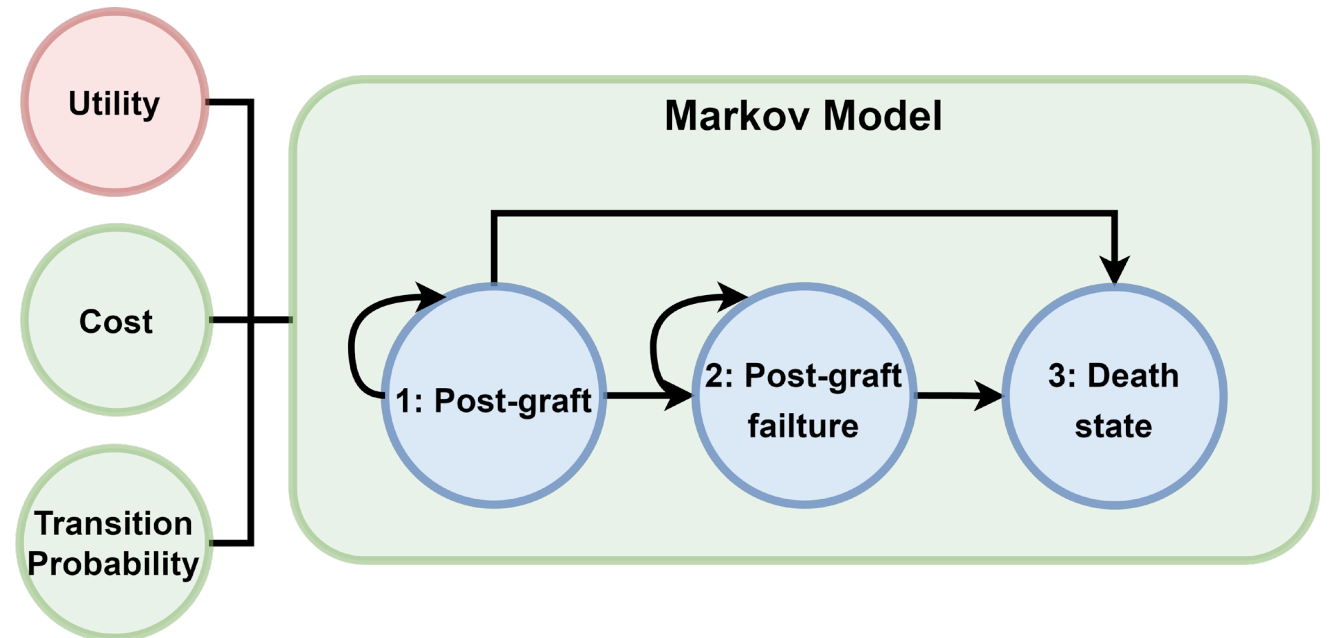 Utility
Cost
Transition
Probability
Markov Model
1: Post-graft
2: Post-graft
failture
3: Death
state